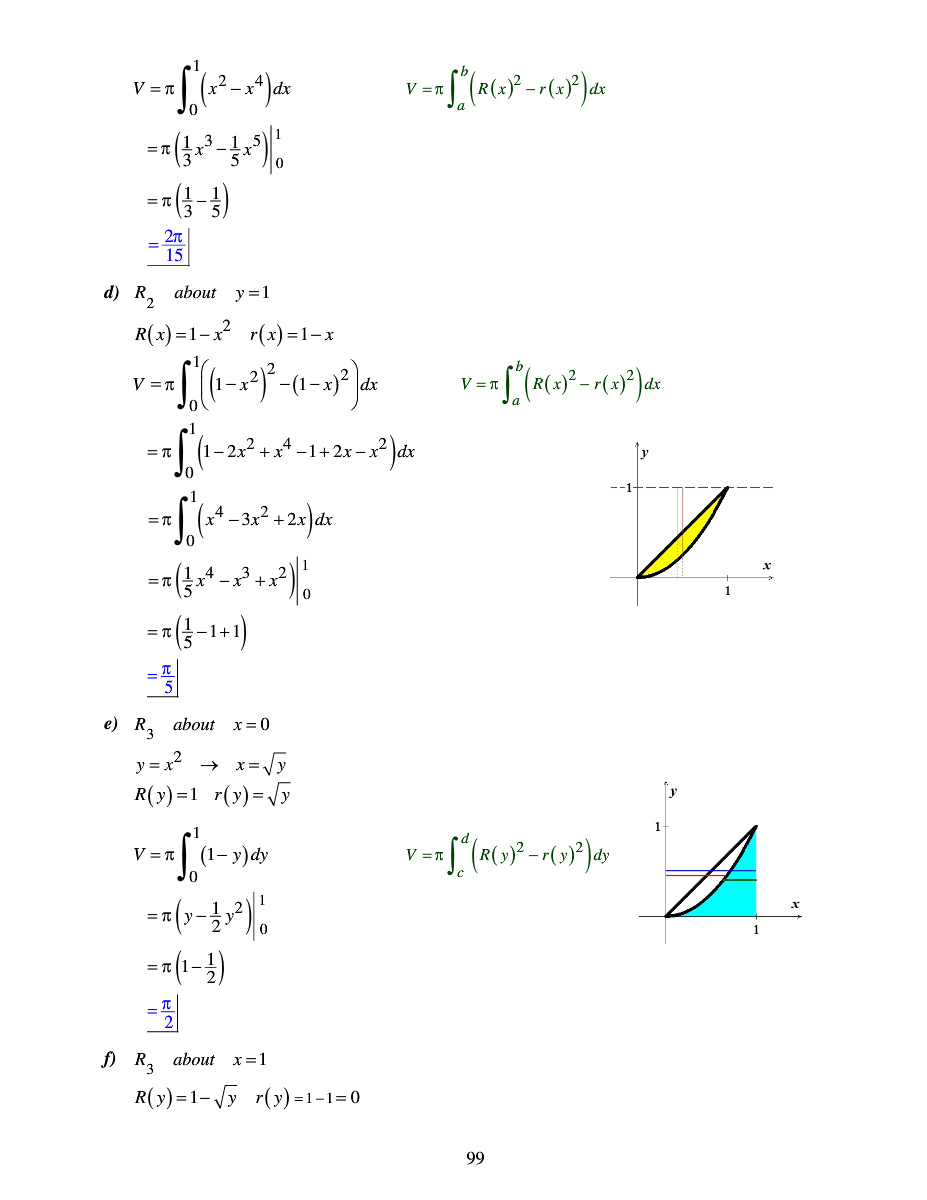 V = π ∫₀¹ (x² − x⁴) dx    V = π ∫ₐᵇ (R(x)² − r(x)²) dx
= π (1/3 x³ − 1/5 x⁵) |₀¹
= π (1/3 − 1/5)
= 2π/15
d) R₂ about y = 1
R(x) = 1 − x²  r(x) = 1 − x
V = π ∫₀¹ ((1 − x²)² − (1 − x)²) dx    V = π ∫ₐᵇ (R(x)² − r(x)²) dx
= π ∫₀¹ (1 − 2x² + x⁴ − 1 + 2x − x²) dx
y
1
= π ∫₀¹ (x⁴ − 3x² + 2x) dx
x
= π (1/5 x⁴ − x³ + x²) |₀¹
1
= π (1/5 − 1 + 1)
= π/5
e) R₃ about x = 0
y = x² → x = √y
R(y) = 1  r(y) = √y
y
1
V = π ∫₀¹ (1 − y) dy    V = π ∫_c^d (R(y)² − r(y)²) dy
x
= π (y − 1/2 y²) |₀¹
1
= π (1 − 1/2)
= π/2
f) R₃ about x = 1
R(y) = 1 − √y  r(y) = 1 − 1 = 0
99